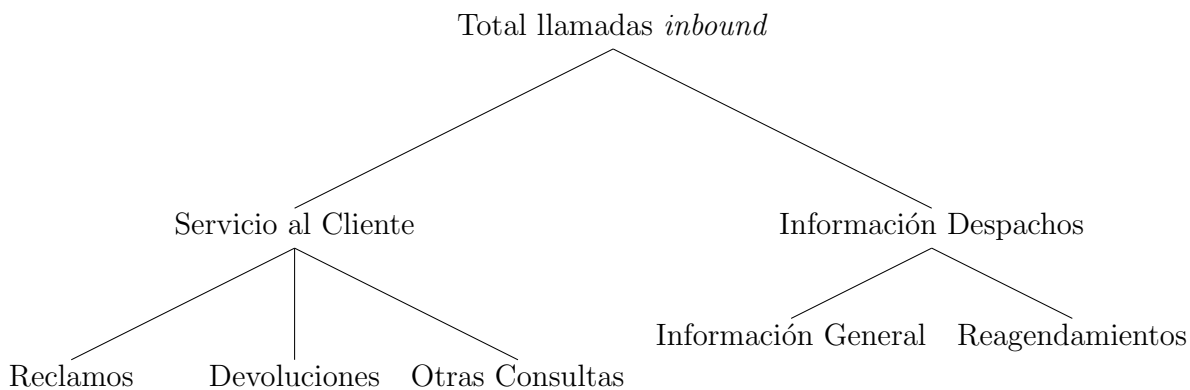 Total llamadas inbound
Servicio al Cliente
Información Despachos
Información General
Reagendamientos
Reclamos
Devoluciones
Otras Consultas